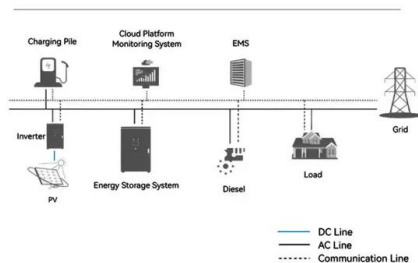 Charging Pile
Cloud Platform
Monitoring System
EMS
Grid
Inverter
PV
Energy Storage System
Diesel
Load
DC Line
AC Line
Communication Line